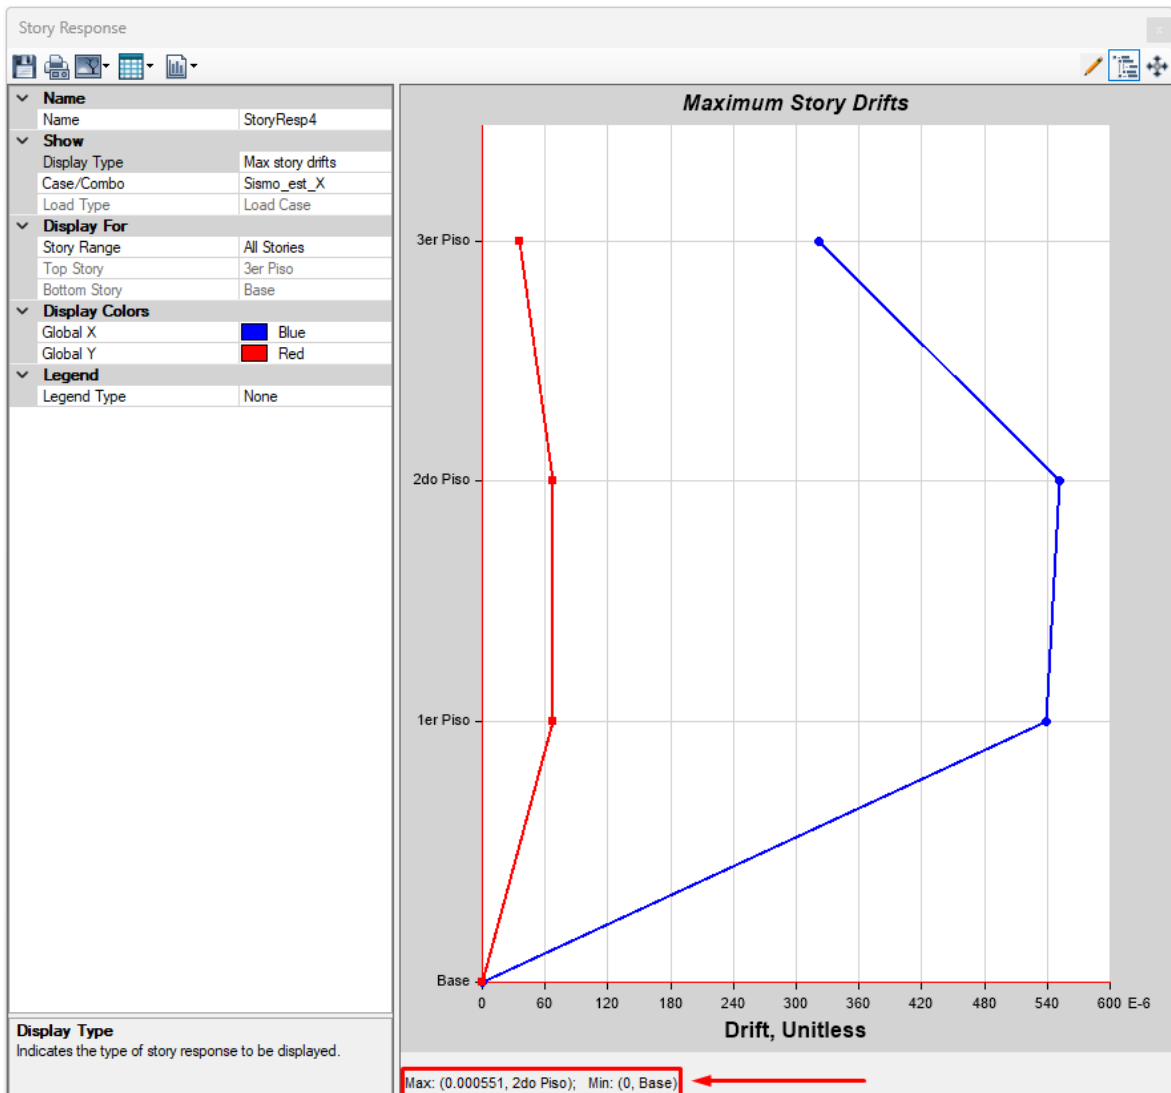 Story Response
x
Name
Name StoryResp4
Show
Display Type Max story drifts
Case/Combo Sismo_est_X
Load Type Load Case
Display For
Story Range All Stories
Top Story 3er Piso
Bottom Story Base
Display Colors
Global X Blue
Global Y Red
Legend
Legend Type None
Display Type
Indicates the type of story response to be displayed.
Maximum Story Drifts
3er Piso
2do Piso
1er Piso
Base
0 60 120 180 240 300 360 420 480 540 600 E-6
Drift, Unitless
Max: (0.000551, 2do Piso); Min: (0, Base)